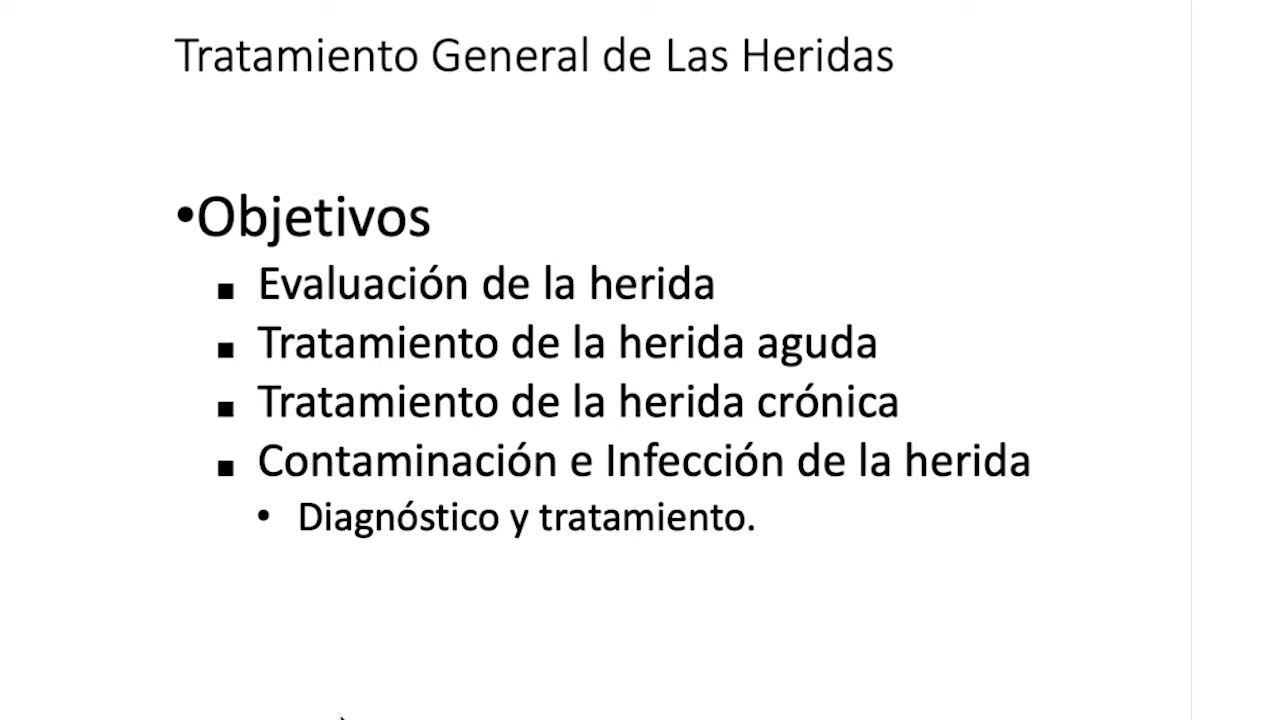 Tratamiento General de Las Heridas
•Objetivos
▪ Evaluación de la herida
▪ Tratamiento de la herida aguda
▪ Tratamiento de la herida crónica
▪ Contaminación e Infección de la herida
• Diagnóstico y tratamiento.